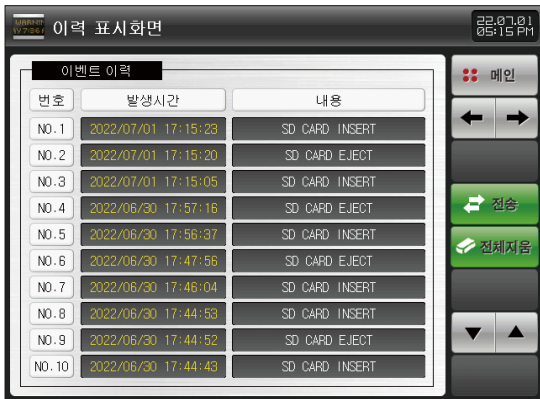 이력 표시화면
22.07.01
05:15 PM
이벤트 이력
번호 발생시간 내용
NO.1 2022/07/01 17:15:23 SD CARD INSERT
NO.2 2022/07/01 17:15:20 SD CARD EJECT
NO.3 2022/07/01 17:15:05 SD CARD INSERT
NO.4 2022/06/30 17:57:16 SD CARD EJECT
NO.5 2022/06/30 17:56:37 SD CARD INSERT
NO.6 2022/06/30 17:47:56 SD CARD EJECT
NO.7 2022/06/30 17:46:04 SD CARD INSERT
NO.8 2022/06/30 17:44:53 SD CARD INSERT
NO.9 2022/06/30 17:44:52 SD CARD EJECT
NO.10 2022/06/30 17:44:43 SD CARD INSERT
메인
전송
전체지움